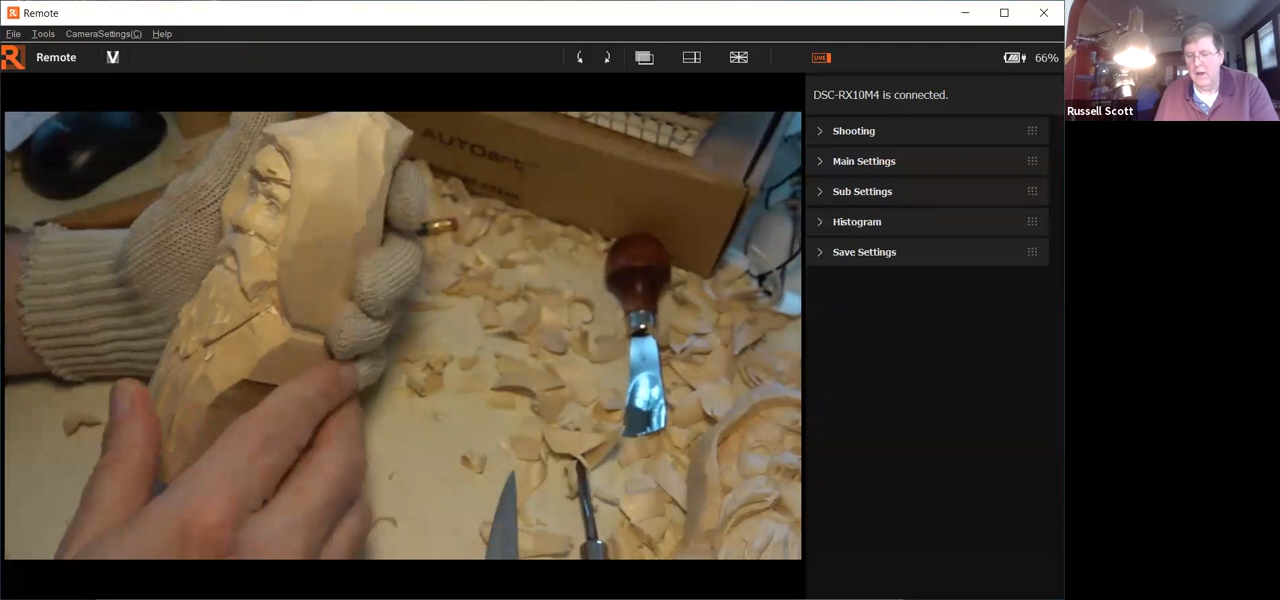 Remote
File Tools CameraSettings(C) Help
Remote
LIVE
66%
DSC-RX10M4 is connected.
Shooting
Main Settings
Sub Settings
Histogram
Save Settings
Russell Scott
AUTOart